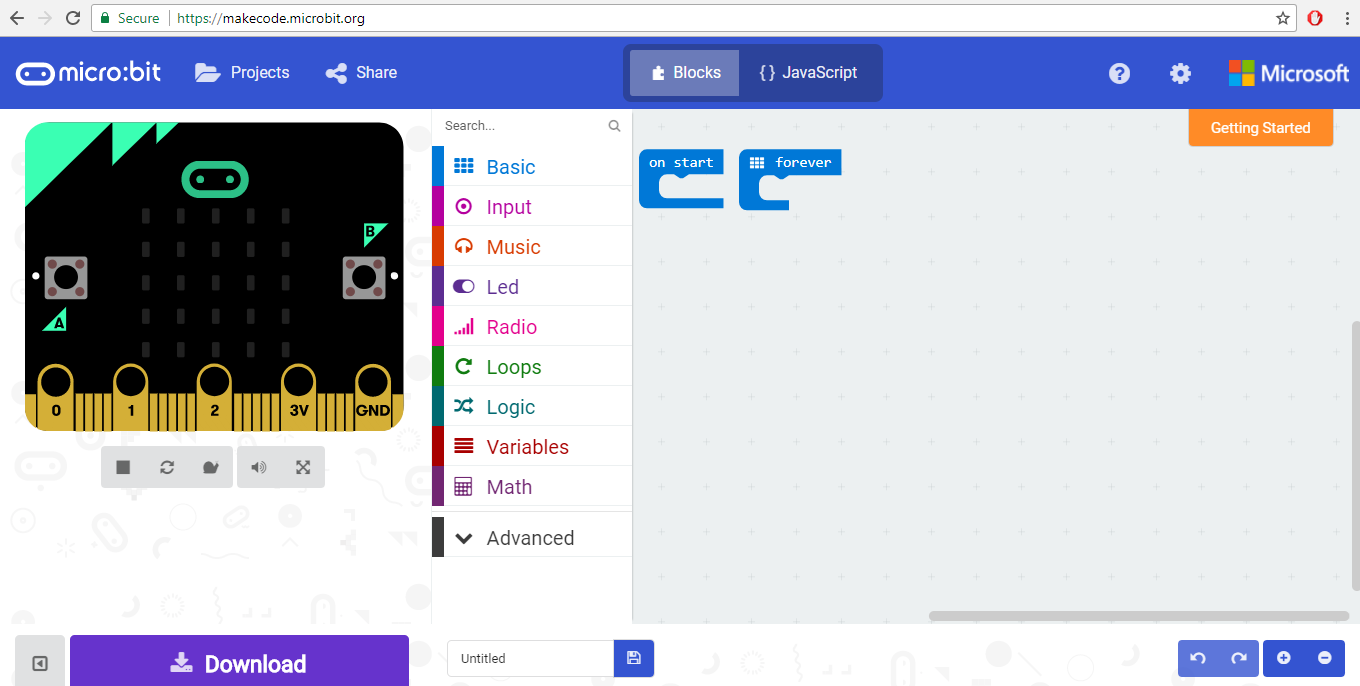 Secure
https://makecode.microbit.org
micro:bit
Projects
Share
Blocks
{} JavaScript
?
Microsoft
Search...
Getting Started
Basic
Input
Music
Led
Radio
Loops
Logic
Variables
Math
Advanced
on start
forever
B
A
0 1 2 3V GND
Download
Untitled